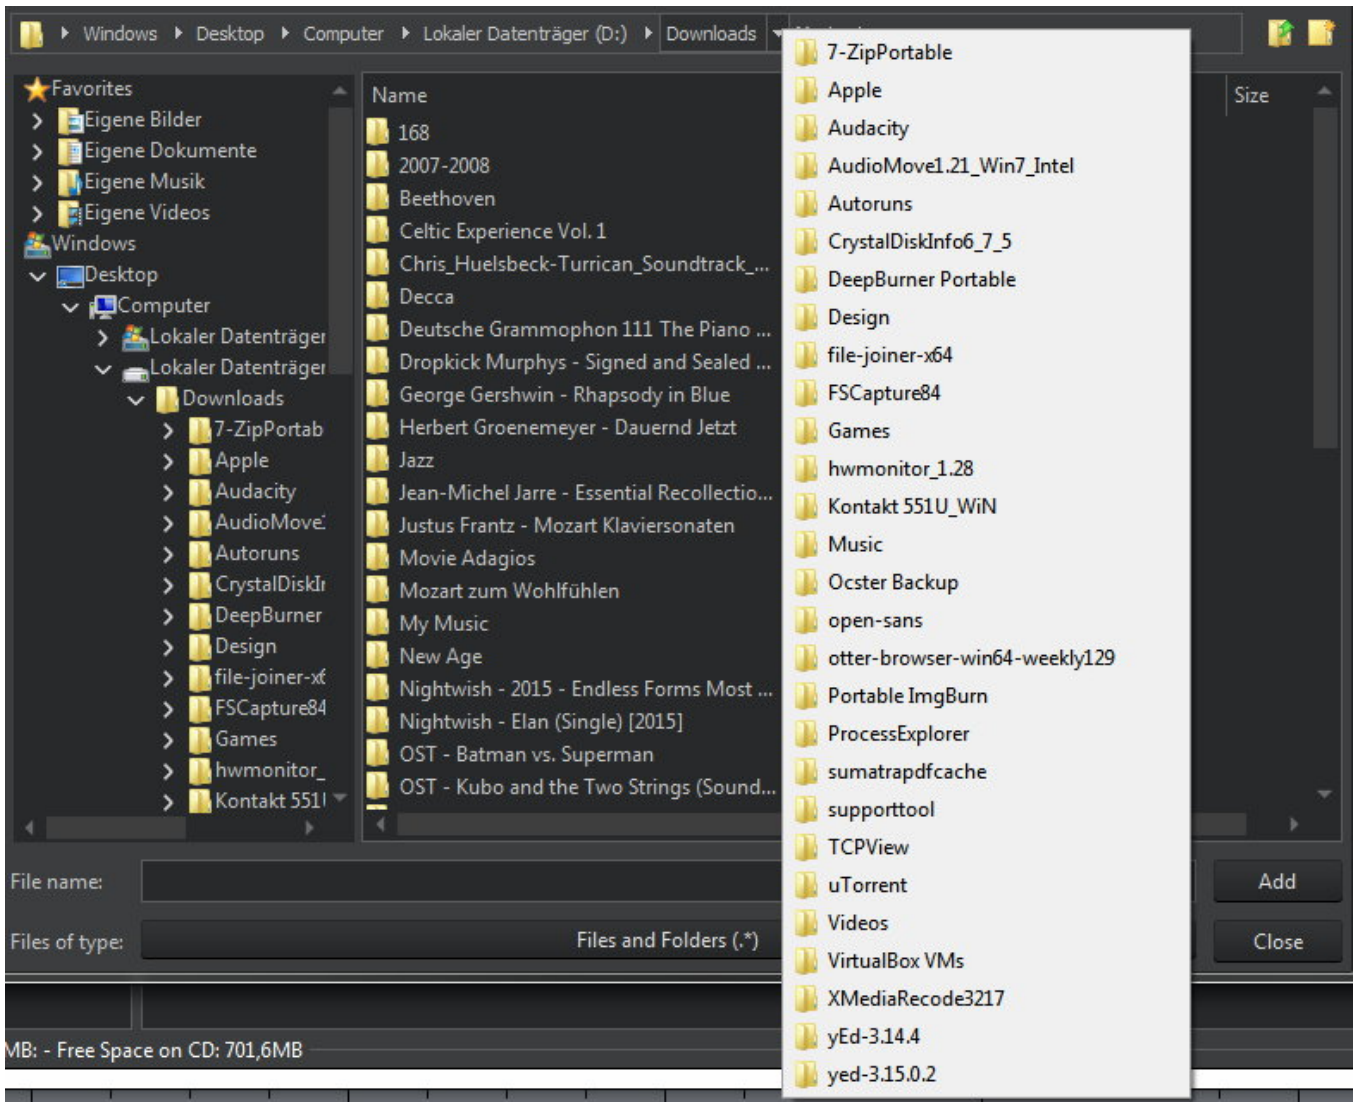 Windows Desktop Computer Lokaler Datenträger (D:) Downloads
Favorites
Eigene Bilder
Eigene Dokumente
Eigene Musik
Eigene Videos
Windows
Desktop
Computer
Lokaler Datenträger
Lokaler Datenträger
Downloads
7-ZipPortab
Apple
Audacity
AudioMove
Autoruns
CrystalDiskIr
DeepBurner
Design
file-joiner-x6
FSCapture84
Games
hwmonitor_
Kontakt 551
Name
168
2007-2008
Beethoven
Celtic Experience Vol. 1
Chris_Huelsbeck-Turrican_Soundtrack_...
Decca
Deutsche Grammophon 111 The Piano ...
Dropkick Murphys - Signed and Sealed ...
George Gershwin - Rhapsody in Blue
Herbert Groenemeyer - Dauernd Jetzt
Jazz
Jean-Michel Jarre - Essential Recollectio...
Justus Frantz - Mozart Klaviersonaten
Movie Adagios
Mozart zum Wohlfühlen
My Music
New Age
Nightwish - 2015 - Endless Forms Most ...
Nightwish - Elan (Single) [2015]
OST - Batman vs. Superman
OST - Kubo and the Two Strings (Sound...
7-ZipPortable
Apple
Audacity
AudioMove1.21_Win7_Intel
Autoruns
CrystalDiskInfo6_7_5
DeepBurner Portable
Design
file-joiner-x64
FSCapture84
Games
hwmonitor_1.28
Kontakt 551U_WiN
Music
Ocster Backup
open-sans
otter-browser-win64-weekly129
Portable ImgBurn
ProcessExplorer
sumatrapdfcache
supporttool
TCPView
uTorrent
Videos
VirtualBox VMs
XMediaRecode3217
yEd-3.14.4
yed-3.15.0.2
Size
File name:
Add
Files of type:
Files and Folders (.*)
Close
MB: - Free Space on CD: 701,6MB